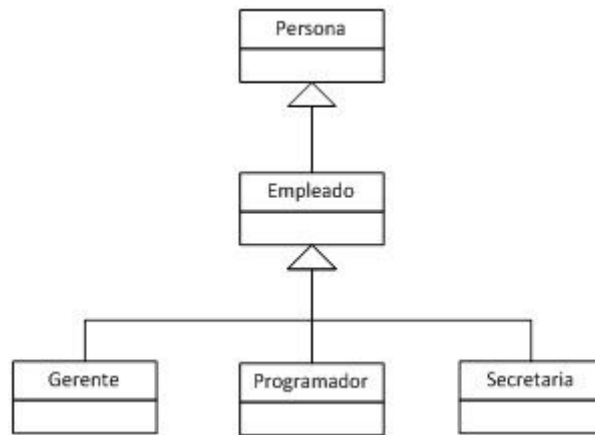 Persona
Empleado
Gerente
Programador
Secretaria